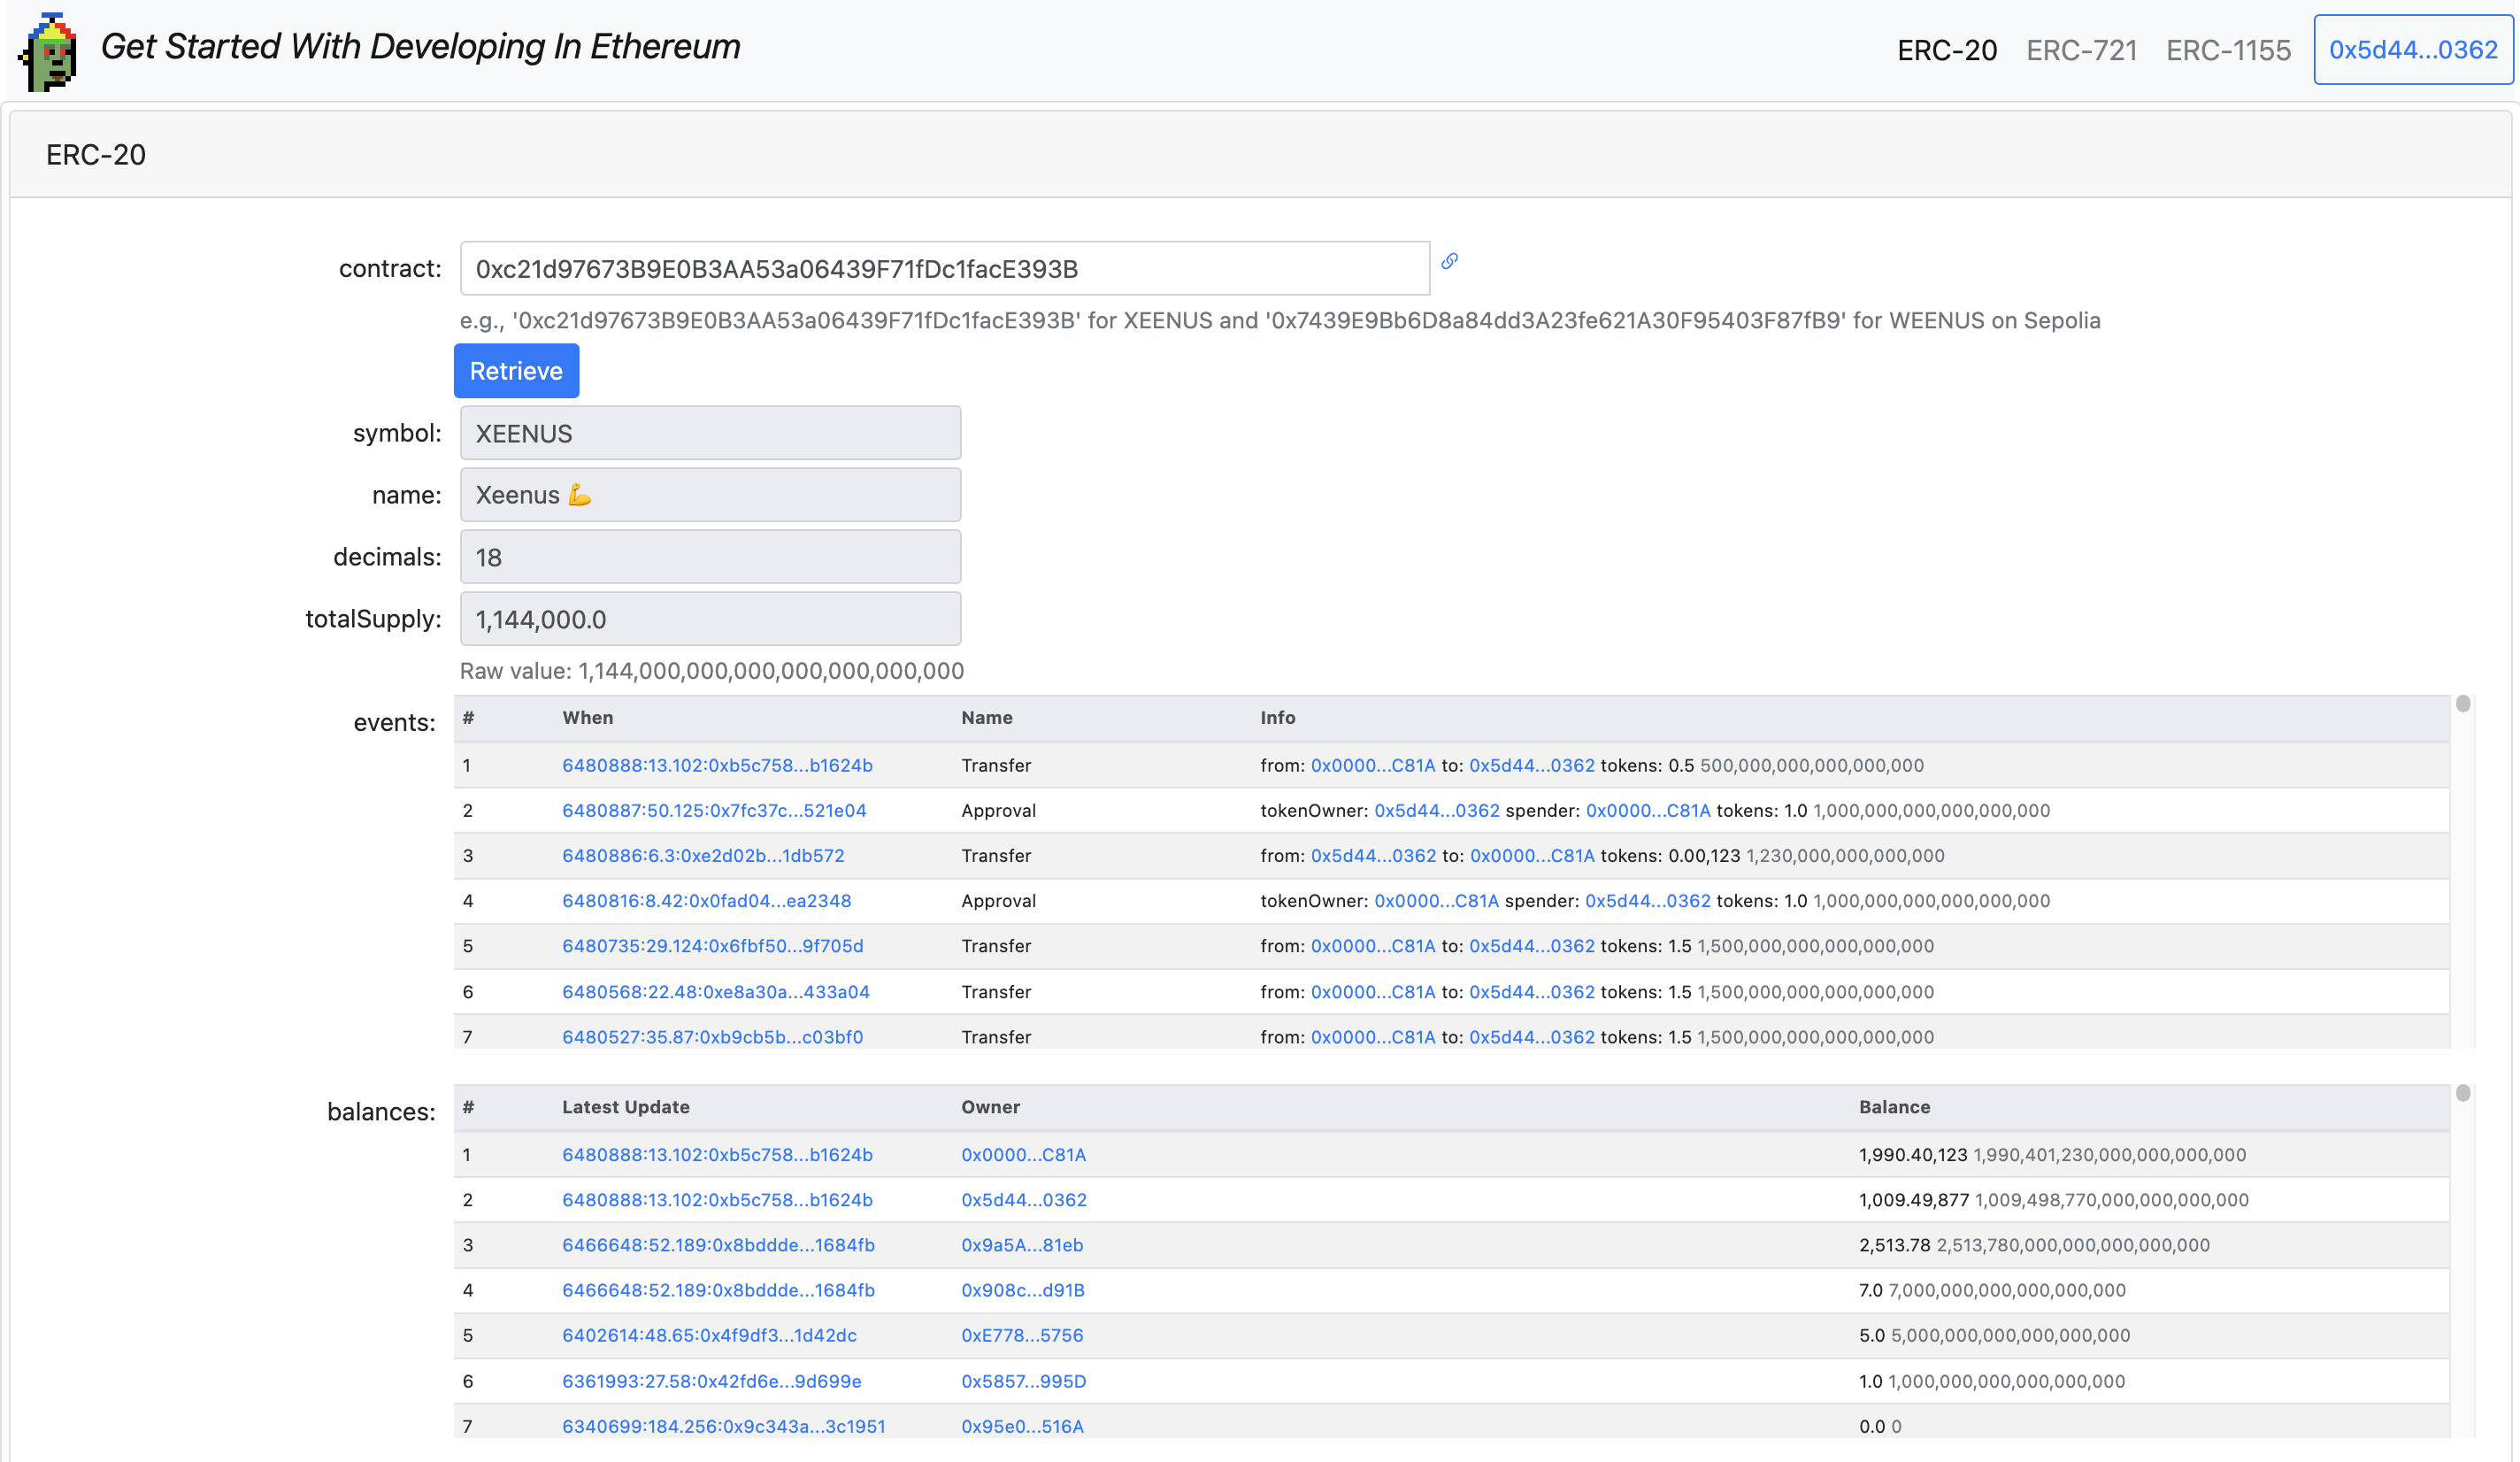 Get Started With Developing In Ethereum
ERC-20 ERC-721 ERC-1155 0x5d44...0362
ERC-20
contract: 0xc21d97673B9E0B3AA53a06439F71fDc1facE393B
e.g., '0xc21d97673B9E0B3AA53a06439F71fDc1facE393B' for XEENUS and '0x7439E9Bb6D8a84dd3A23fe621A30F95403F87fB9' for WEENUS on Sepolia
Retrieve
symbol: XEENUS
name: Xeenus 💪
decimals: 18
totalSupply: 1,144,000.0
Raw value: 1,144,000,000,000,000,000,000,000
events: # When Name Info
1 6480888:13.102:0xb5c758...b1624b Transfer from: 0x0000...C81A to: 0x5d44...0362 tokens: 0.5 500,000,000,000,000,000
2 6480887:50.125:0x7fc37c...521e04 Approval tokenOwner: 0x5d44...0362 spender: 0x0000...C81A tokens: 1.0 1,000,000,000,000,000,000
3 6480886:6.3:0xe2d02b...1db572 Transfer from: 0x5d44...0362 to: 0x0000...C81A tokens: 0.00,123 1,230,000,000,000,000
4 6480816:8.42:0x0fad04...ea2348 Approval tokenOwner: 0x0000...C81A spender: 0x5d44...0362 tokens: 1.0 1,000,000,000,000,000,000
5 6480735:29.124:0x6fbf50...9f705d Transfer from: 0x0000...C81A to: 0x5d44...0362 tokens: 1.5 1,500,000,000,000,000,000
6 6480568:22.48:0xe8a30a...433a04 Transfer from: 0x0000...C81A to: 0x5d44...0362 tokens: 1.5 1,500,000,000,000,000,000
7 6480527:35.87:0xb9cb5b...c03bf0 Transfer from: 0x0000...C81A to: 0x5d44...0362 tokens: 1.5 1,500,000,000,000,000,000
balances: # Latest Update Owner Balance
1 6480888:13.102:0xb5c758...b1624b 0x0000...C81A 1,990.40,123 1,990,401,230,000,000,000,000
2 6480888:13.102:0xb5c758...b1624b 0x5d44...0362 1,009.49,877 1,009,498,770,000,000,000,000
3 6466648:52.189:0x8bddde...1684fb 0x9a5A...81eb 2,513.78 2,513,780,000,000,000,000,000
4 6466648:52.189:0x8bddde...1684fb 0x908c...d91B 7.0 7,000,000,000,000,000,000
5 6402614:48.65:0x4f9df3...1d42dc 0xE778...5756 5.0 5,000,000,000,000,000,000
6 6361993:27.58:0x42fd6e...9d699e 0x5857...995D 1.0 1,000,000,000,000,000,000
7 6340699:184.256:0x9c343a...3c1951 0x95e0...516A 0.0 0